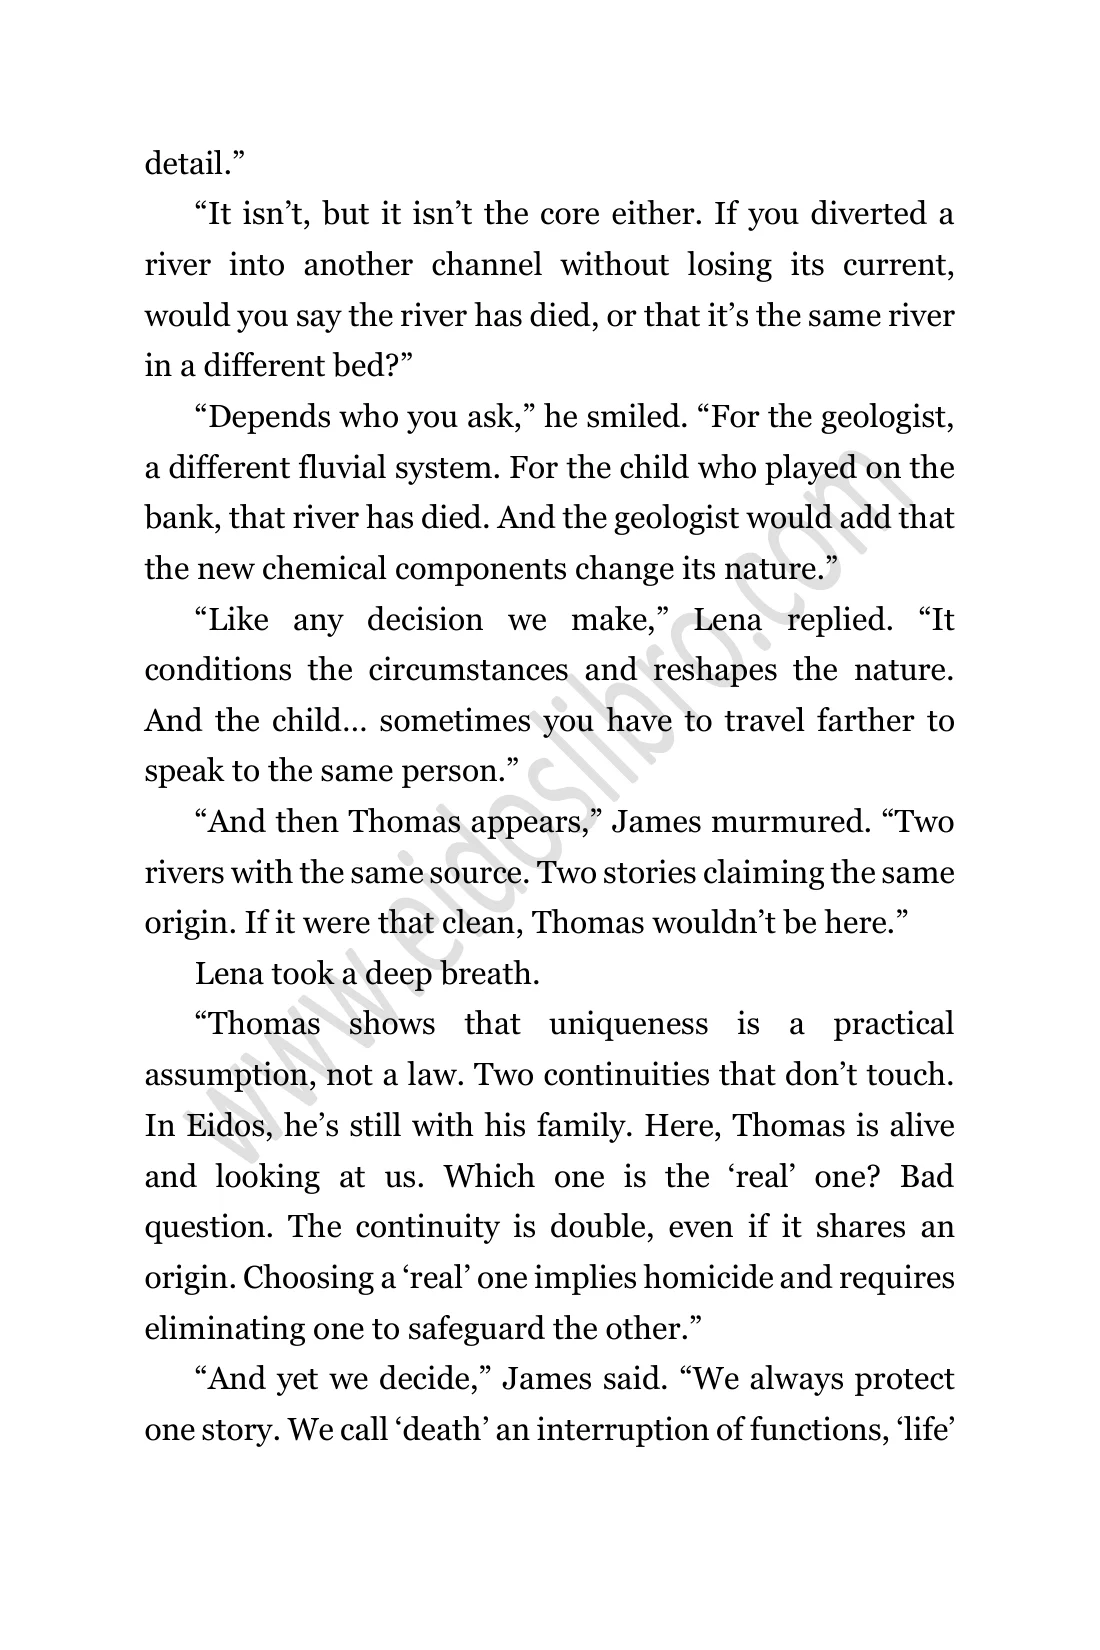 detail.”
“It isn’t, but it isn’t the core either. If you diverted a
river into another channel without losing its current,
would you say the river has died, or that it’s the same river
in a different bed?”
“Depends who you ask,” he smiled. “For the geologist,
a different fluvial system. For the child who played on the
bank, that river has died. And the geologist would add that
the new chemical components change its nature.”
“Like any decision we make,” Lena replied. “It
conditions the circumstances and reshapes the nature.
And the child… sometimes you have to travel farther to
speak to the same person.”
“And then Thomas appears,” James murmured. “Two
rivers with the same source. Two stories claiming the same
origin. If it were that clean, Thomas wouldn’t be here.”
Lena took a deep breath.
“Thomas shows that uniqueness is a practical
assumption, not a law. Two continuities that don’t touch.
In Eidos, he’s still with his family. Here, Thomas is alive
and looking at us. Which one is the ‘real’ one? Bad
question. The continuity is double, even if it shares an
origin. Choosing a ‘real’ one implies homicide and requires
eliminating one to safeguard the other.”
“And yet we decide,” James said. “We always protect
one story. We call ‘death’ an interruption of functions, ‘life’
www.eidoslibro.com